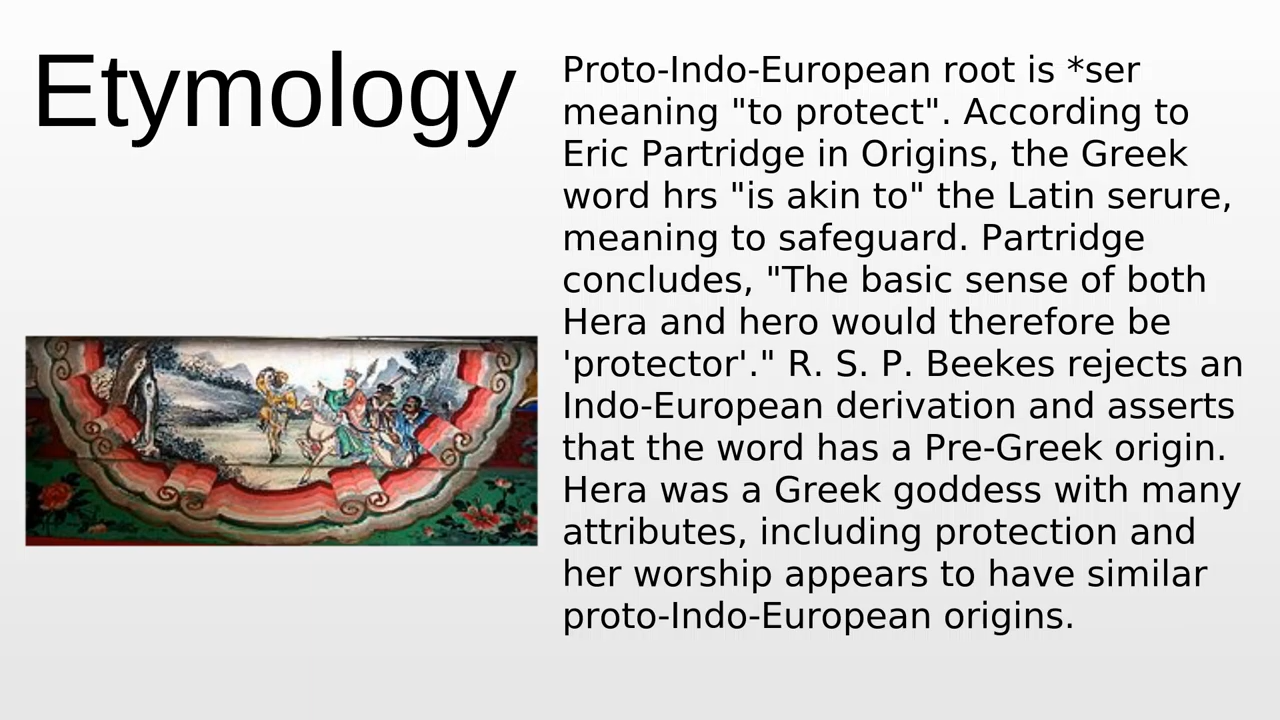 Etymology
Proto-Indo-European root is *ser
meaning "to protect". According to
Eric Partridge in Origins, the Greek
word hrs "is akin to" the Latin serure,
meaning to safeguard. Partridge
concludes, "The basic sense of both
Hera and hero would therefore be
'protector'." R. S. P. Beekes rejects an
Indo-European derivation and asserts
that the word has a Pre-Greek origin.
Hera was a Greek goddess with many
attributes, including protection and
her worship appears to have similar
proto-Indo-European origins.